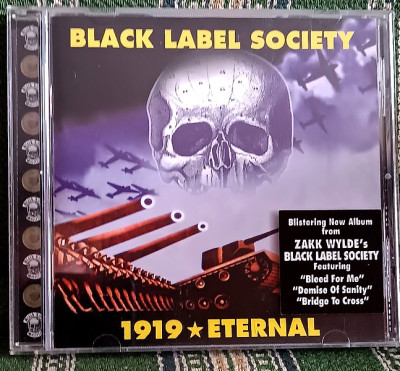 BLACK LABEL SOCIETY
Blistering New Album
from
ZAKK WYLDE's
BLACK LABEL SOCIETY
Featuring
"Bleed For Me"
"Demise Of Sanity"
"Bridge To Cross"
1919★ETERNAL